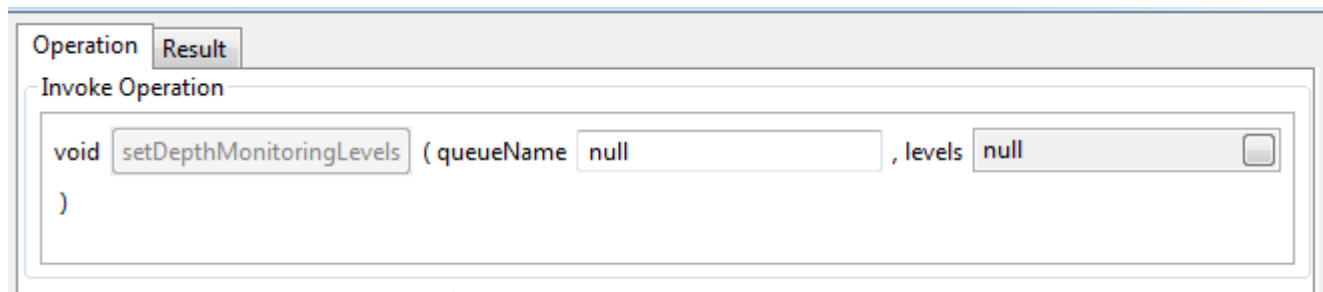 Operation Result
Invoke Operation
void setDepthMonitoringLevels ( queueName null , levels null
)